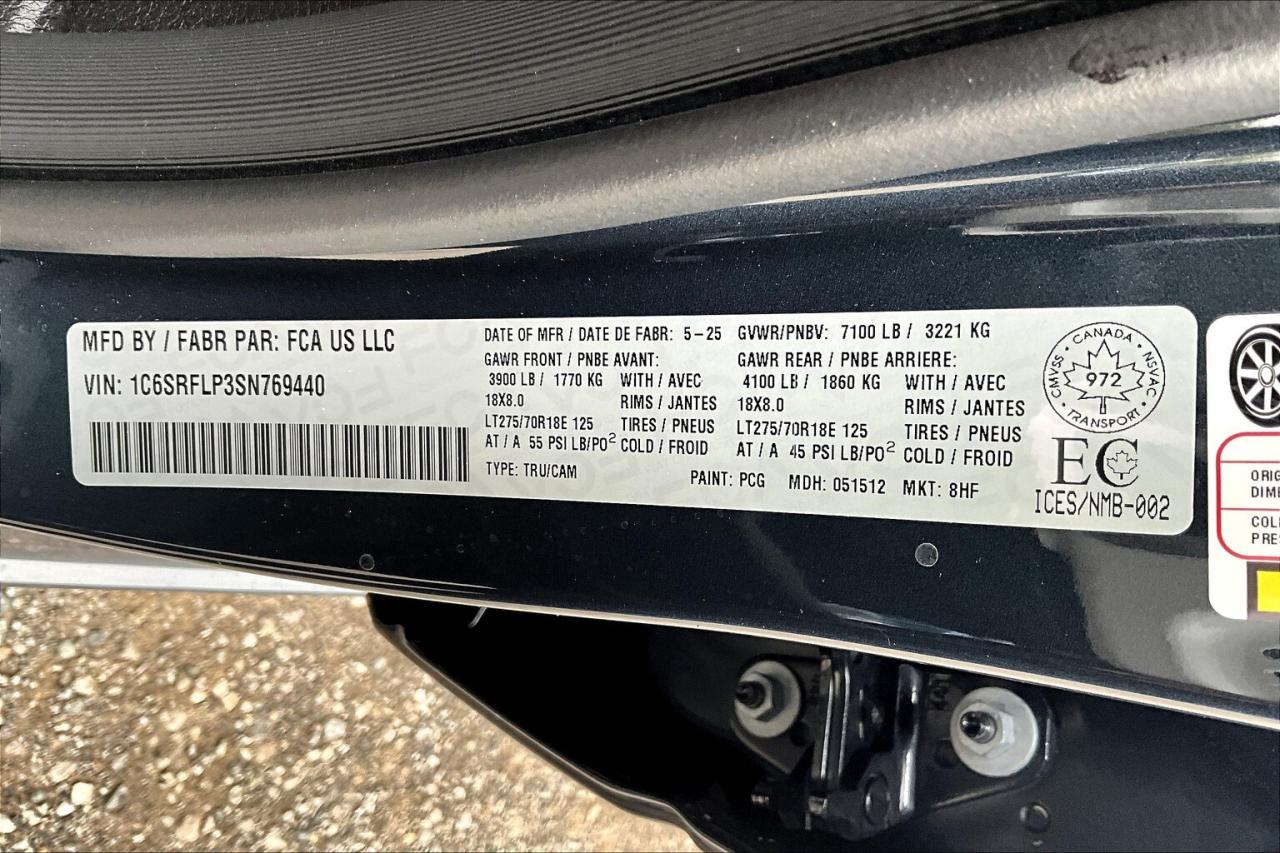 MFD BY / FABR PAR: FCA US LLC
VIN: 1C6SRFLP3SN769440
DATE OF MFR / DATE DE FABR: 5-25 GVWR/PNBV: 7100 LB / 3221 KG
GAWR FRONT / PNBE AVANT: GAWR REAR / PNBE ARRIERE:
3900 LB / 1770 KG WITH / AVEC 4100 LB / 1860 KG WITH / AVEC
18X8.0 RIMS / JANTES 18X8.0 RIMS / JANTES
LT275/70R18E 125 TIRES / PNEUS LT275/70R18E 125 TIRES / PNEUS
AT / A 55 PSI LB/PO² COLD / FROID AT / A 45 PSI LB/PO² COLD / FROID
TYPE: TRU/CAM PAINT: PCG MDH: 051512 MKT: 8HF
CANADA
CMVSS 972 NSVAC
TRANSPORT
EC
ICES/NMB-002